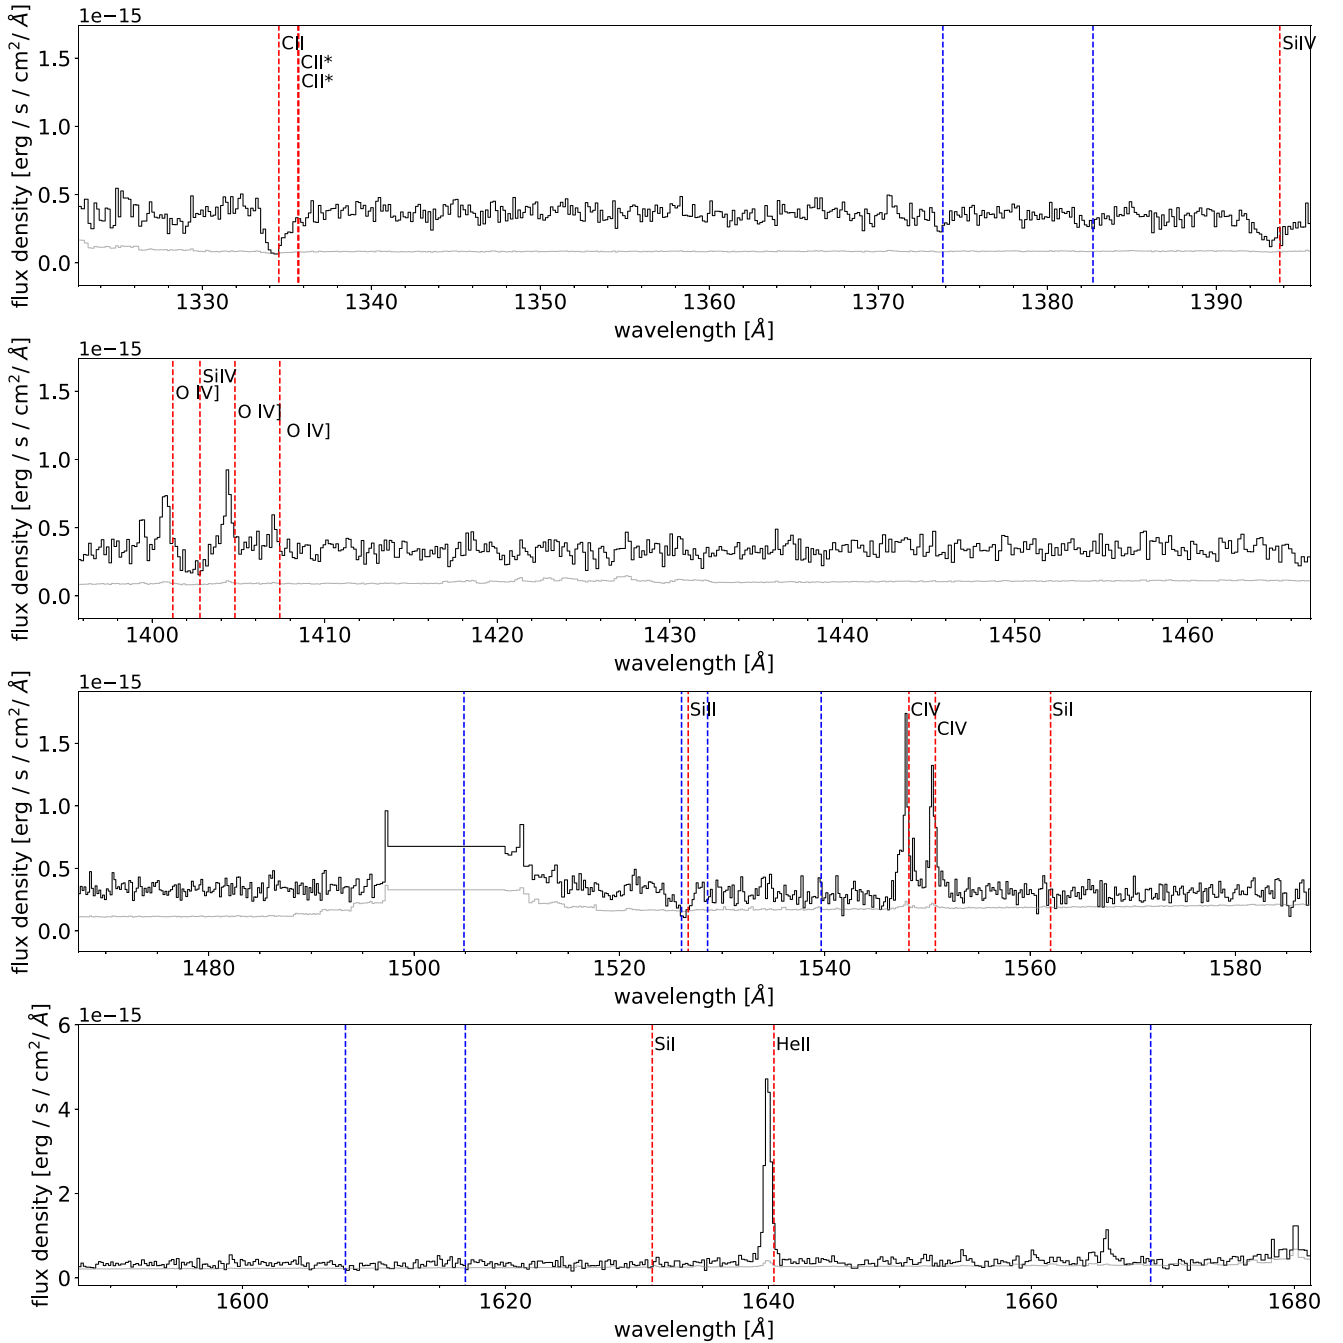 1e−15
CII
CII*
CII*
SiIV
1.5
1.0
0.5
0.0
flux density [erg / s / cm²/ Å]
1330 1340 1350 1360 1370 1380 1390
wavelength [Å]
1e−15
O IV]
SiIV
O IV]
O IV]
1.5
1.0
0.5
0.0
flux density [erg / s / cm²/ Å]
1400 1410 1420 1430 1440 1450 1460
wavelength [Å]
1e−15
SiII
CIV
CIV
SiI
1.5
1.0
0.5
0.0
flux density [erg / s / cm²/ Å]
1480 1500 1520 1540 1560 1580
wavelength [Å]
1e−15
SiI
HeII
6
4
2
0
flux density [erg / s / cm²/ Å]
1600 1620 1640 1660 1680
wavelength [Å]